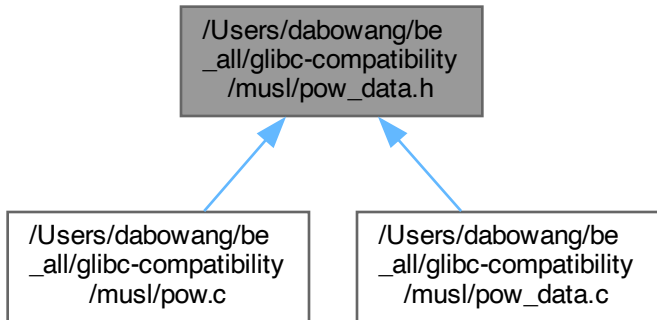 /Users/dabowang/be
_all/glibc-compatibility
/musl/pow_data.h
/Users/dabowang/be
_all/glibc-compatibility
/musl/pow.c
/Users/dabowang/be
_all/glibc-compatibility
/musl/pow_data.c